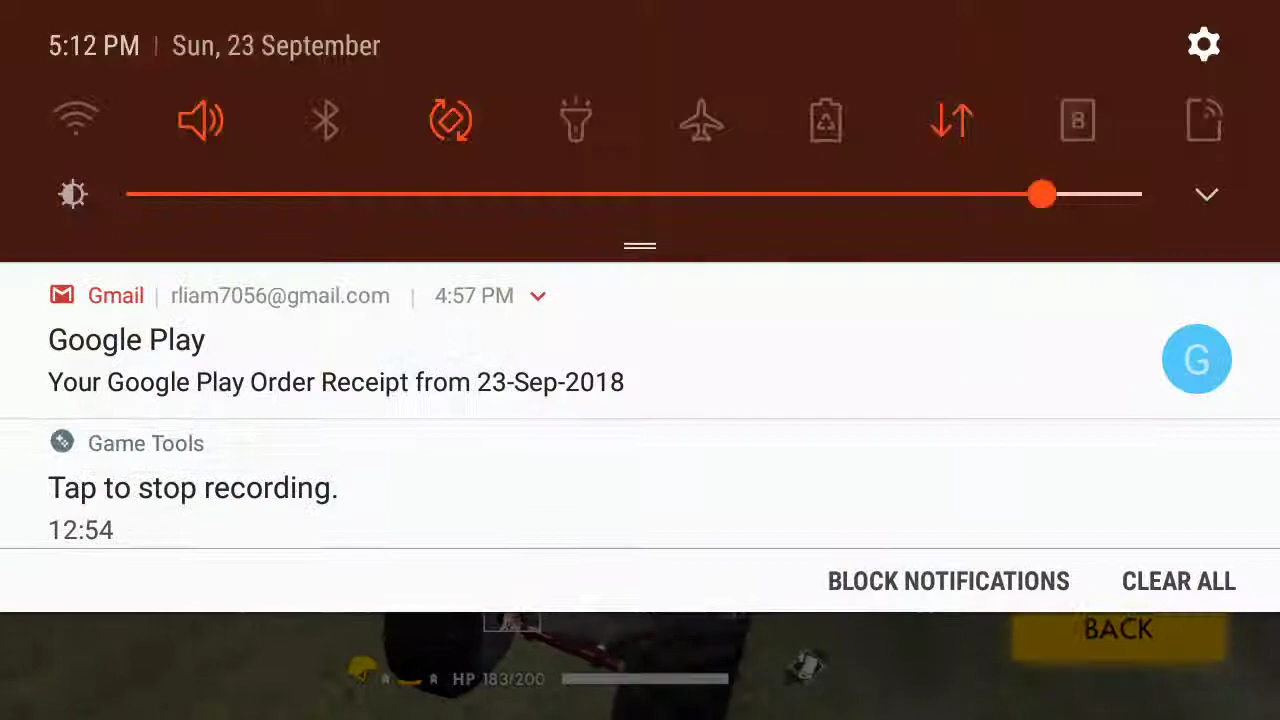 5:12 PM | Sun, 23 September
B
Gmail | rliam7056@gmail.com | 4:57 PM
Google Play
Your Google Play Order Receipt from 23-Sep-2018
G
Game Tools
Tap to stop recording.
12:54
BLOCK NOTIFICATIONS CLEAR ALL
BACK
HP 183/200